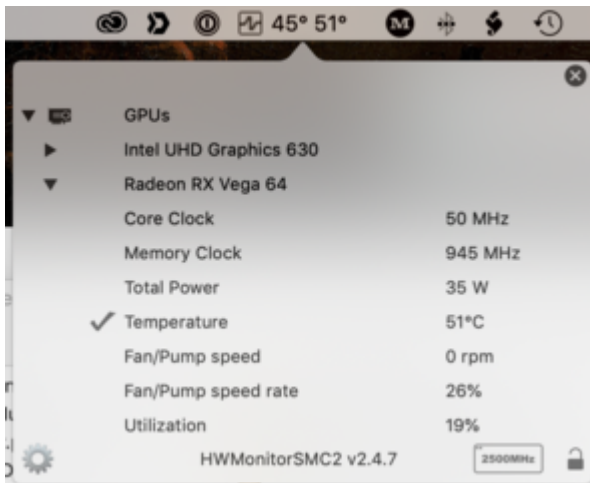 45° 51° M
GPUs
Intel UHD Graphics 630
Radeon RX Vega 64
Core Clock 50 MHz
Memory Clock 945 MHz
Total Power 35 W
Temperature 51°C
Fan/Pump speed 0 rpm
Fan/Pump speed rate 26%
Utilization 19%
HWMonitorSMC2 v2.4.7 2500MHz